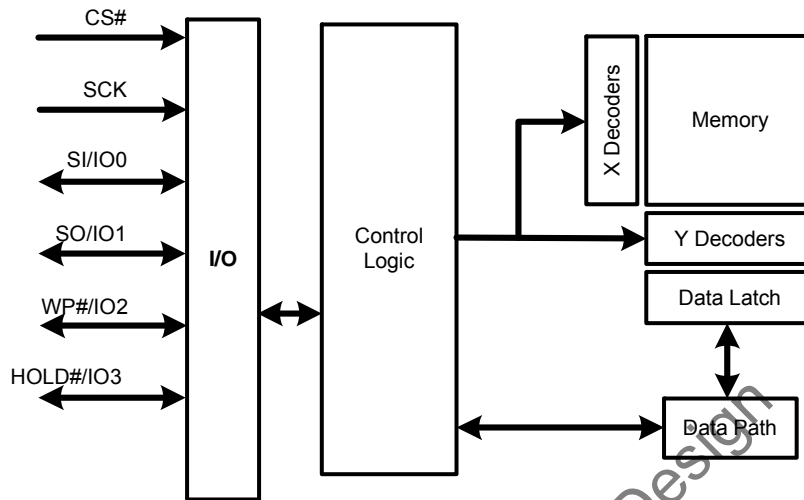 CS#
SCK
SI/IO0
SO/IO1
WP#/IO2
HOLD#/IO3
I/O
Control
Logic
X Decoders
Memory
Y Decoders
Data Latch
Data Path
Design